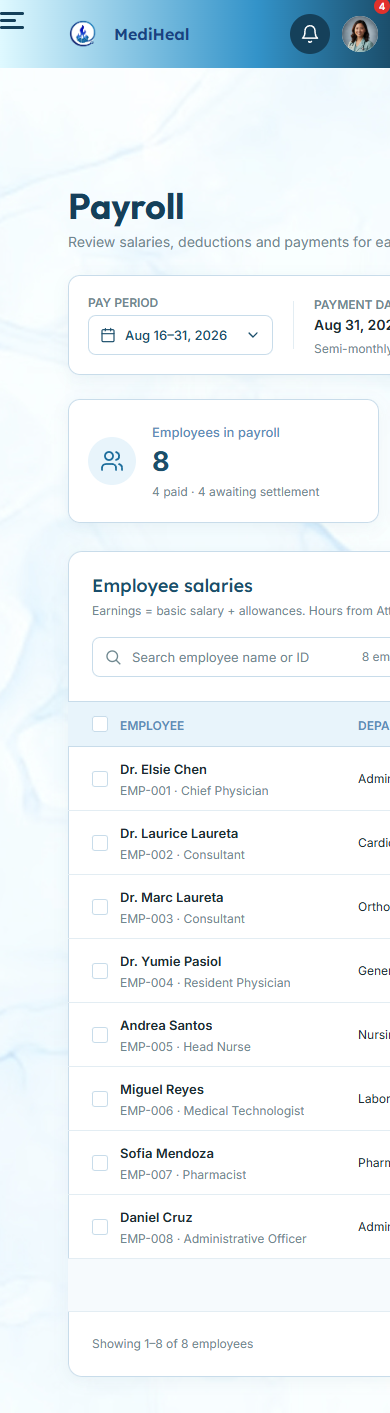 4
MediHeal
Payroll
Review salaries, deductions and payments for ea
PAY PERIOD
Aug 16–31, 2026
PAYMENT DA
Aug 31, 202
Semi-monthly
Employees in payroll
8
4 paid · 4 awaiting settlement
Employee salaries
Earnings = basic salary + allowances. Hours from Att
Search employee name or ID
8 em
EMPLOYEE
DEPA
Dr. Elsie Chen
EMP-001 · Chief Physician
Admin
Dr. Laurice Laureta
EMP-002 · Consultant
Cardio
Dr. Marc Laureta
EMP-003 · Consultant
Ortho
Dr. Yumie Pasiol
EMP-004 · Resident Physician
Gener
Andrea Santos
EMP-005 · Head Nurse
Nursin
Miguel Reyes
EMP-006 · Medical Technologist
Labor
Sofia Mendoza
EMP-007 · Pharmacist
Pharm
Daniel Cruz
EMP-008 · Administrative Officer
Admin
Showing 1–8 of 8 employees